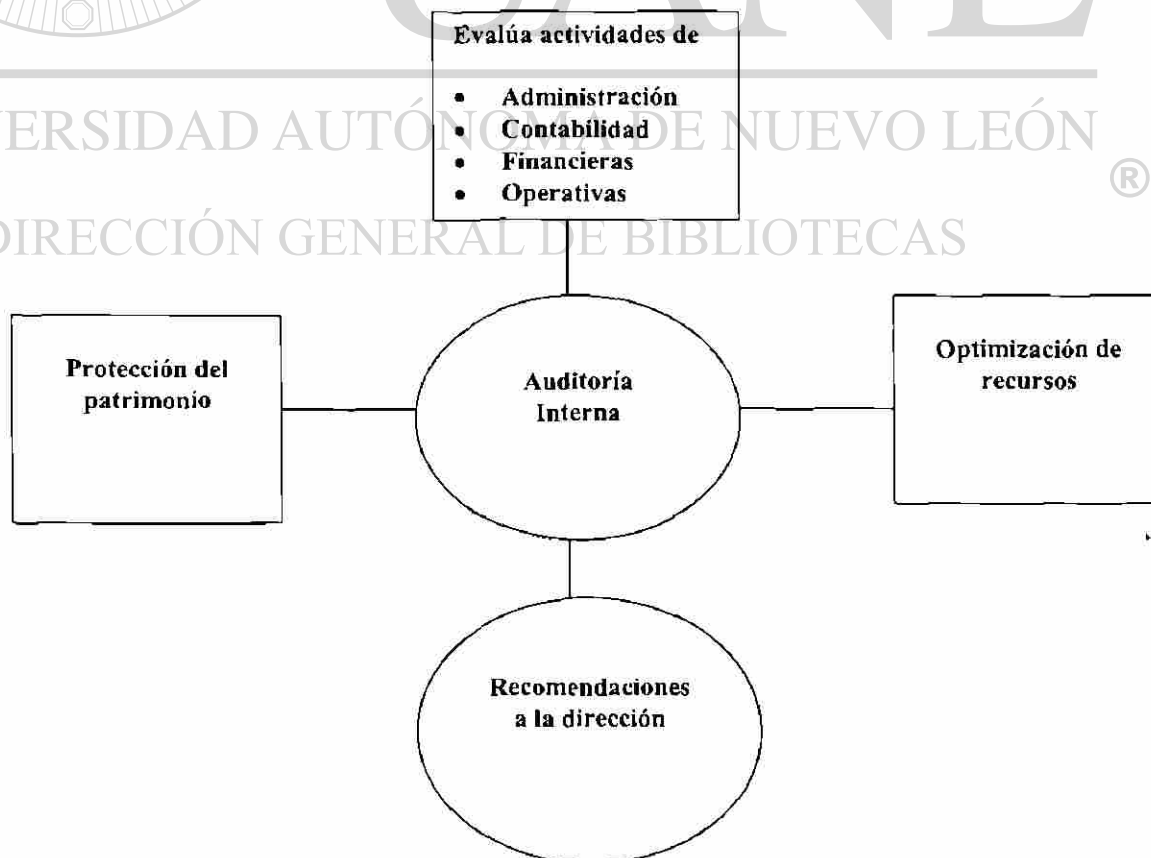 UANL
Evalúa actividades de
• Administración
• Contabilidad
• Financieras
• Operativas
ERSIDAD AUTÓNOMA DE NUEVO LEÓN
®
DIRECCIÓN GENERAL DE BIBLIOTECAS
Protección del
patrimonio
Auditoría
Interna
Optimización de
recursos
Recomendaciones
a la dirección